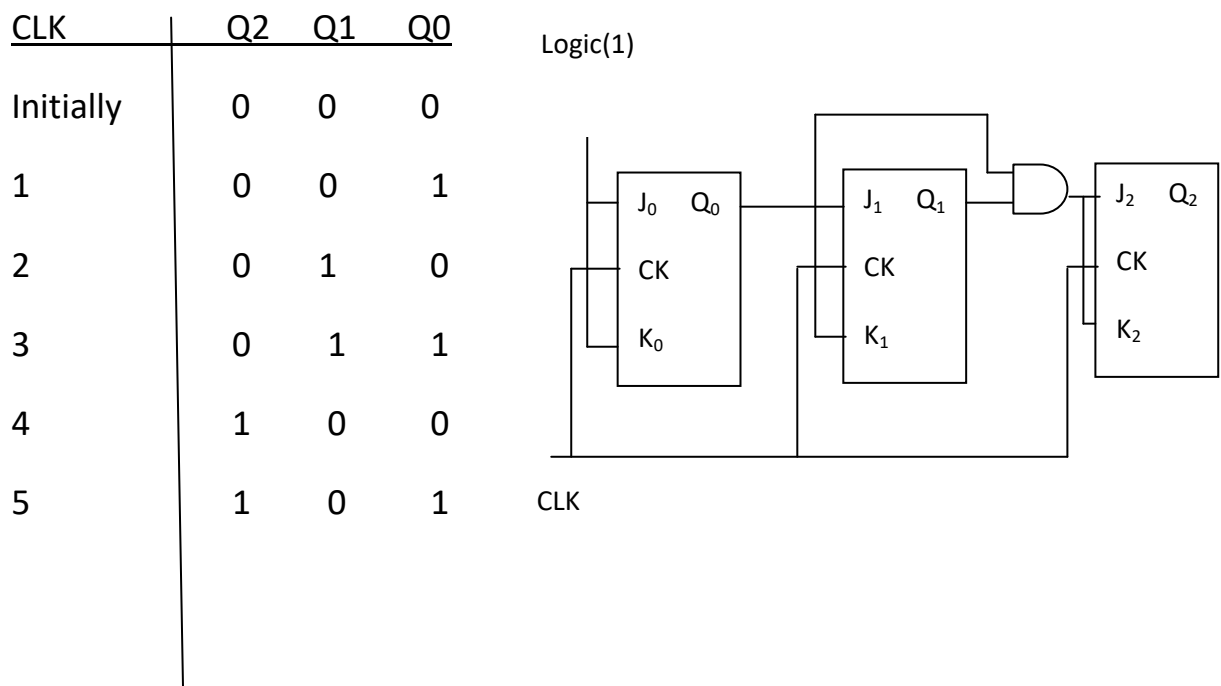 CLK Q2 Q1 Q0
Initially 0 0 0
1 0 0 1
2 0 1 0
3 0 1 1
4 1 0 0
5 1 0 1
Logic(1)
J₀ Q₀ J₁ Q₁ J₂ Q₂
CK CK CK
K₀ K₁ K₂
CLK